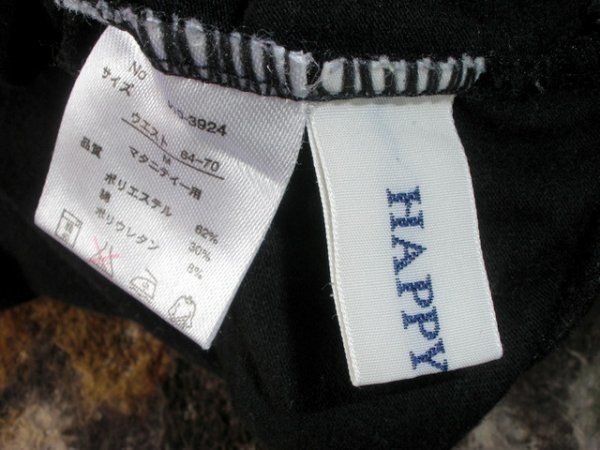 No
サイズ
-3924
ウエスト 64-70
M
品質 マタニティー用
ポリエステル 62%
綿 30%
ポリウレタン 8%
HAPPY